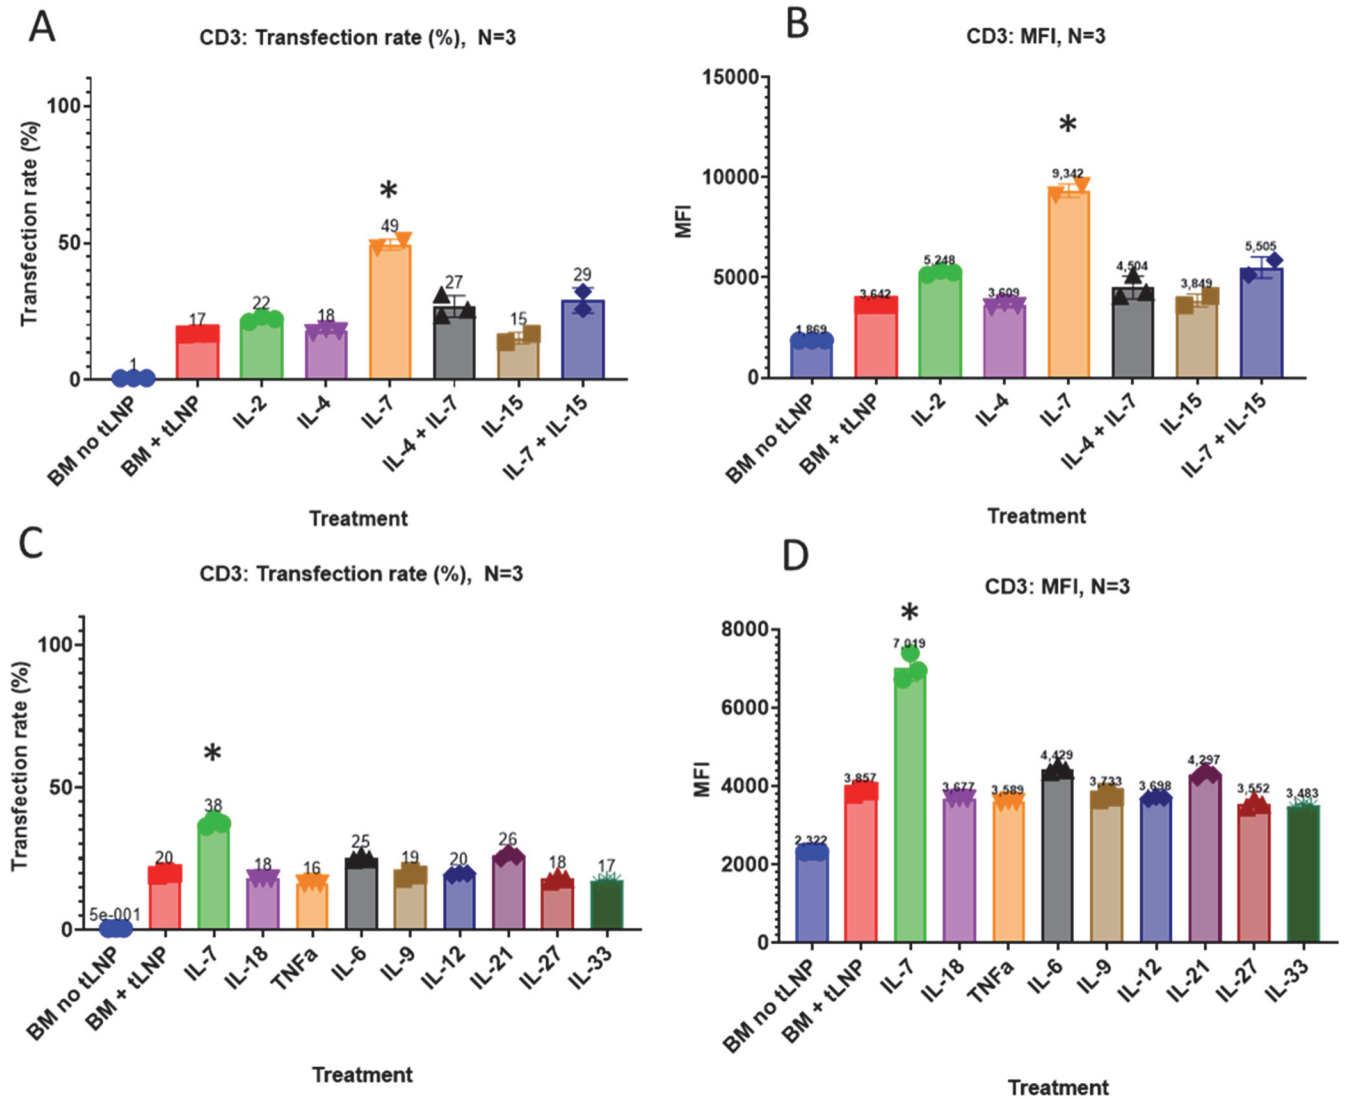 A
CD3: Transfection rate (%), N=3
Transfection rate (%)
100
50
0
1
17
22
18
49
27
15
29
*
BM no tLNP
BM + tLNP
IL-2
IL-4
IL-7
IL-4 + IL-7
IL-15
IL-7 + IL-15
Treatment
B
CD3: MFI, N=3
MFI
15000
10000
5000
0
1,869
3,642
5,248
3,609
9,342
4,504
3,849
5,505
*
BM no tLNP
BM + tLNP
IL-2
IL-4
IL-7
IL-4 + IL-7
IL-15
IL-7 + IL-15
Treatment
C
CD3: Transfection rate (%), N=3
Transfection rate (%)
100
50
0
5e-001
20
38
18
16
25
19
20
26
18
17
*
BM no tLNP
BM + tLNP
IL-7
IL-18
TNFa
IL-6
IL-9
IL-12
IL-21
IL-27
IL-33
Treatment
D
CD3: MFI, N=3
MFI
8000
6000
4000
2000
0
2,322
3,857
7,019
3,677
3,589
4,429
3,733
3,698
4,297
3,552
3,483
*
BM no tLNP
BM + tLNP
IL-7
IL-18
TNFa
IL-6
IL-9
IL-12
IL-21
IL-27
IL-33
Treatment